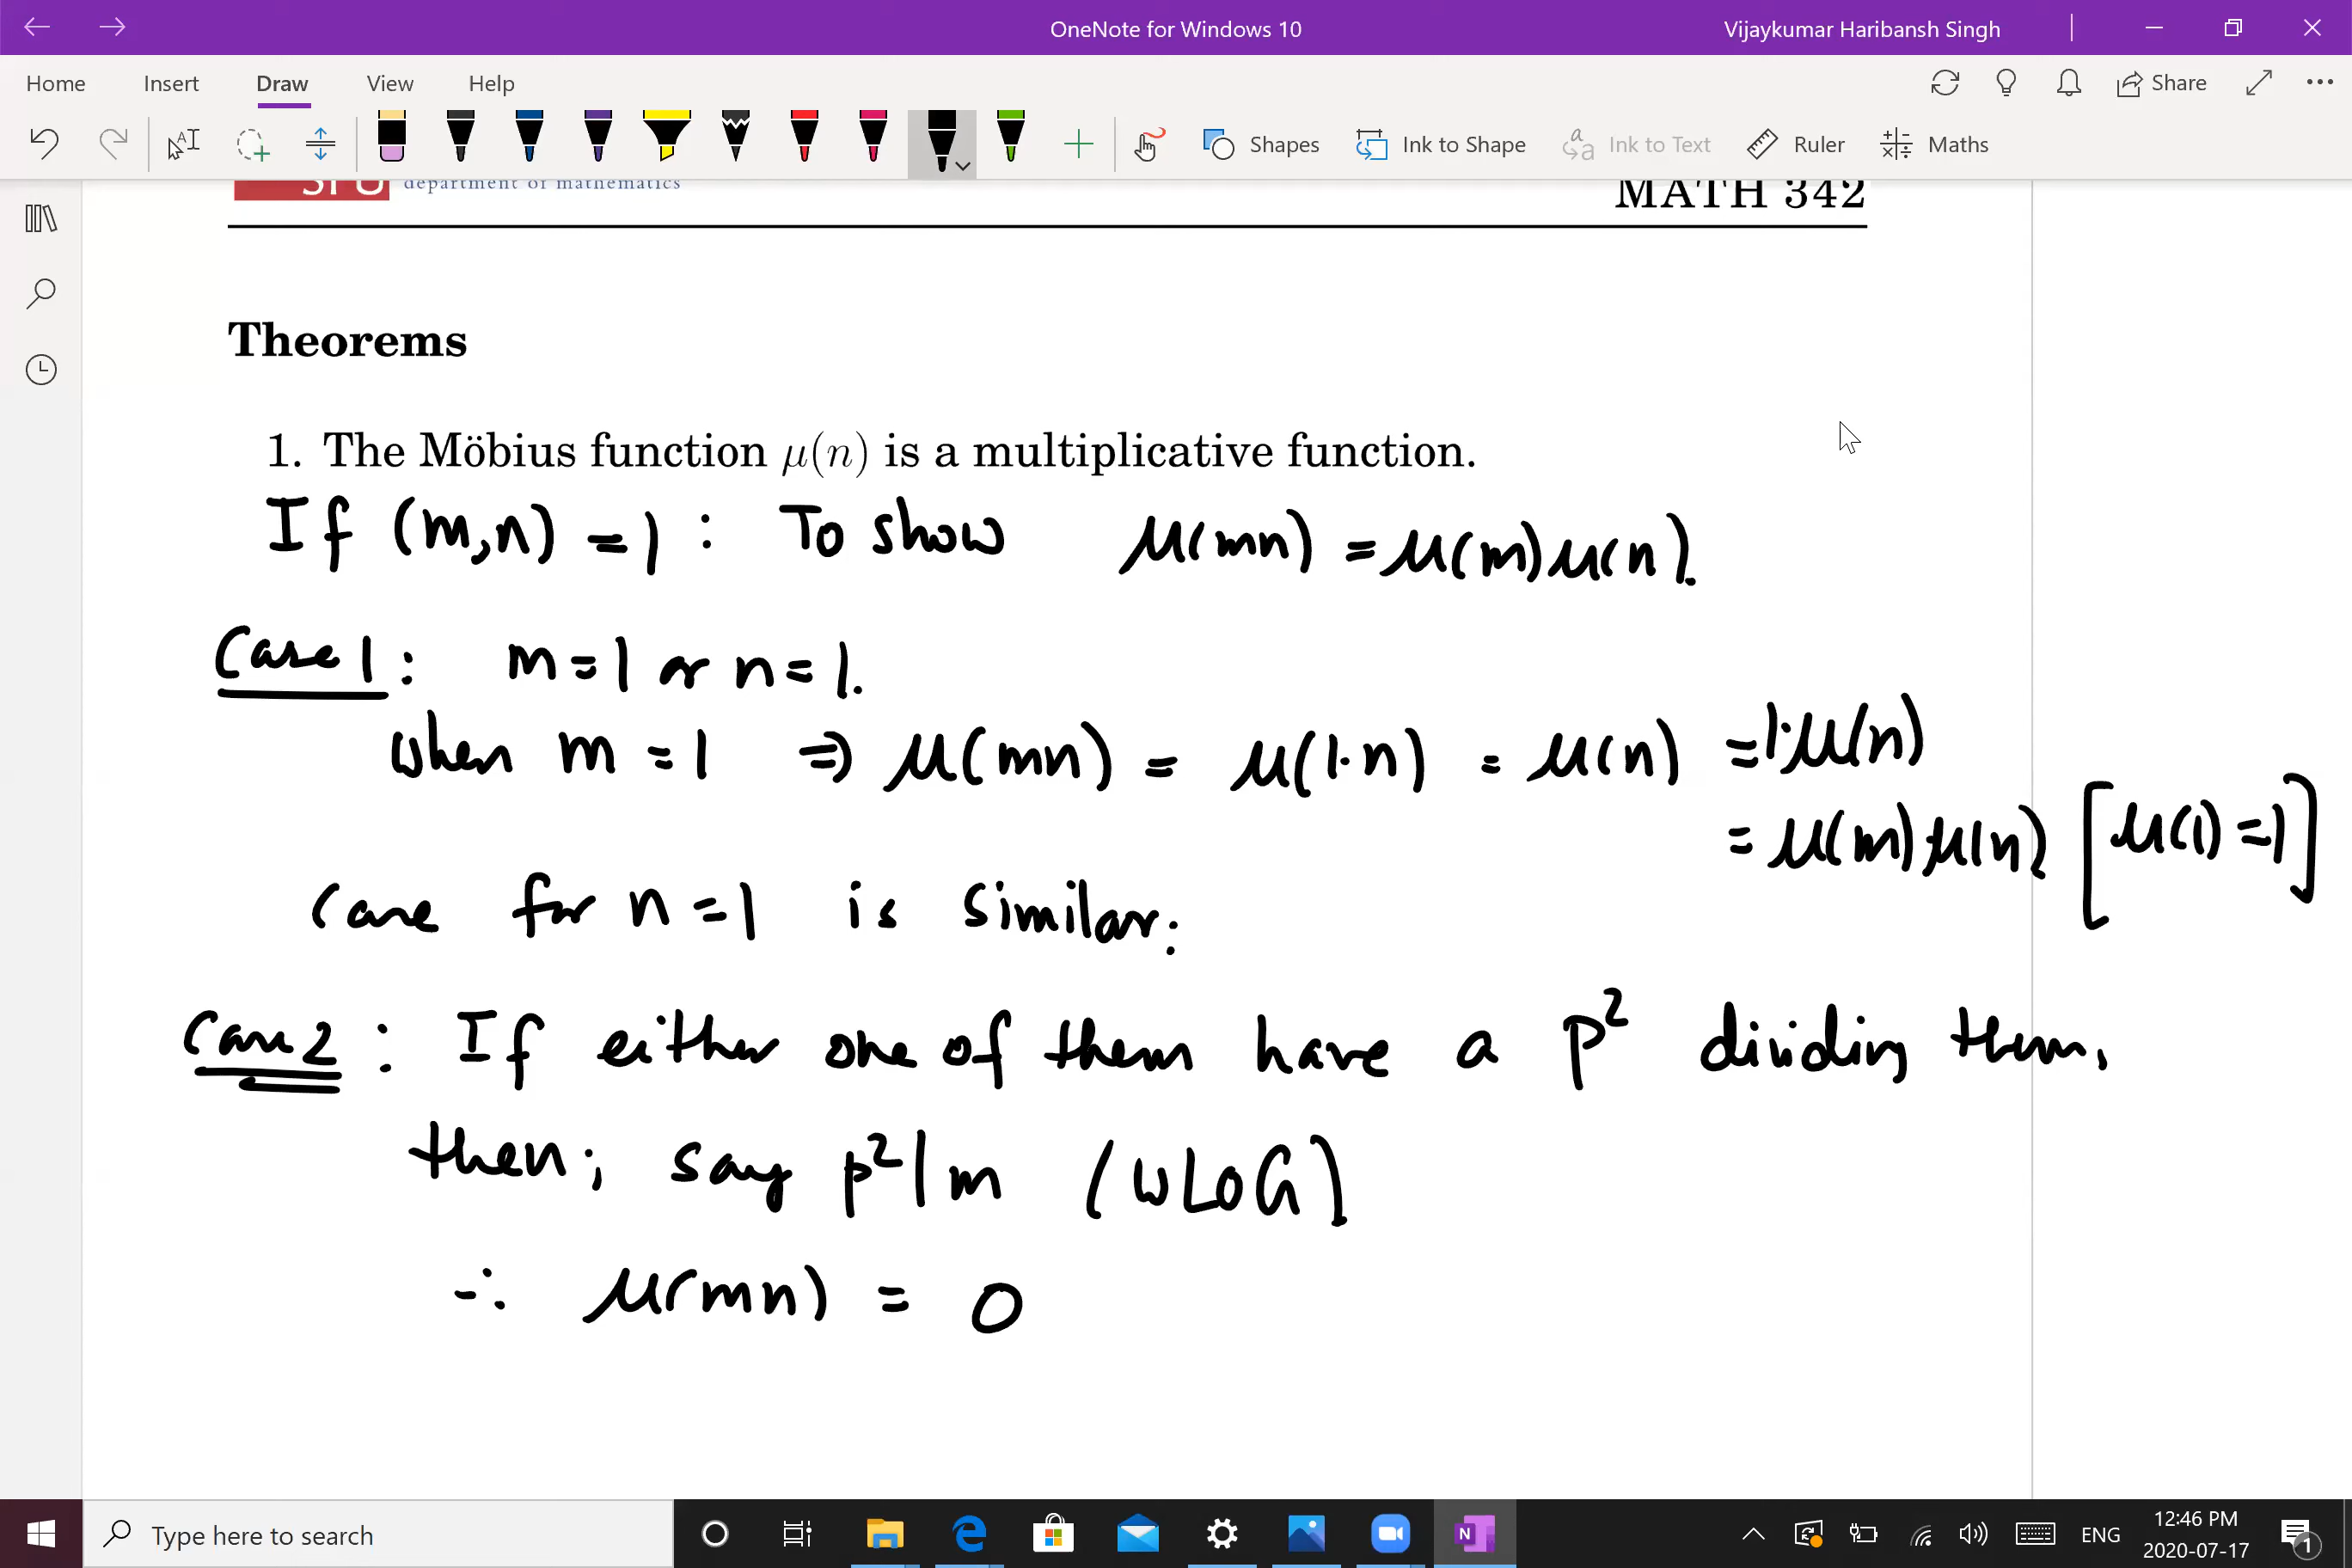 OneNote for Windows 10
Vijaykumar Haribansh Singh
Home Insert Draw View Help
Share
Shapes Ink to Shape Ink to Text Ruler Maths
SFU department of mathematics
MATH 342
Theorems
1. The Möbius function μ(n) is a multiplicative function.
If (m,n) = 1 : To show μ(mn) = μ(m)μ(n).
Case 1 : m = 1 or n = 1.
when m = 1 ⇒ μ(mn) = μ(1·n) = μ(n) = 1·μ(n)
= μ(m)μ(n) [μ(1) = 1]
Case for n = 1 is similar.
Case 2 : If either one of them have a p² dividing them,
then; say p²|m (WLOG)
∴ μ(mn) = 0
Type here to search
ENG
12:46 PM
2020-07-17
1